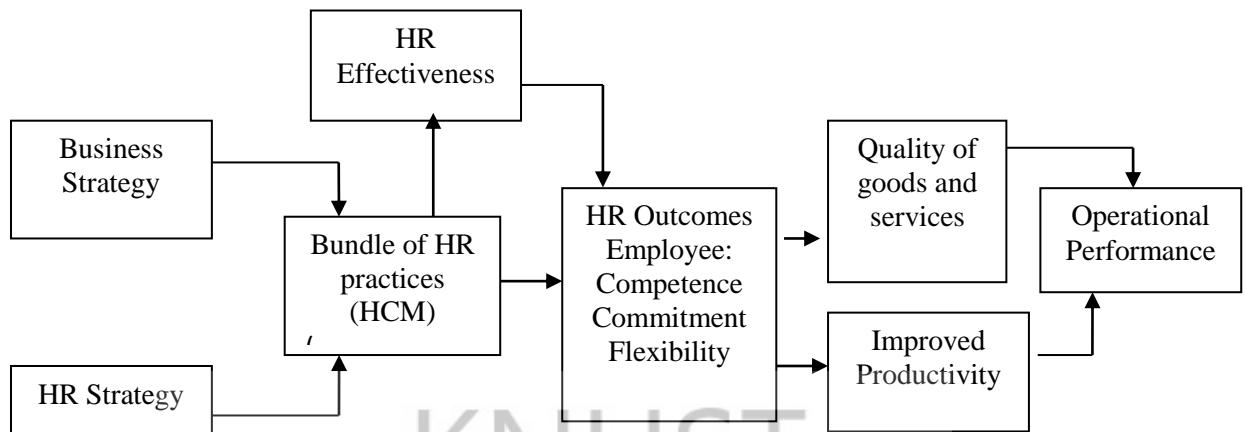 HR
Effectiveness
Business
Strategy
Bundle of HR
practices
(HCM)
HR Strategy
HR Outcomes
Employee:
Competence
Commitment
Flexibility
Quality of
goods and
services
Improved
Productivity
Operational
Performance
KNUST